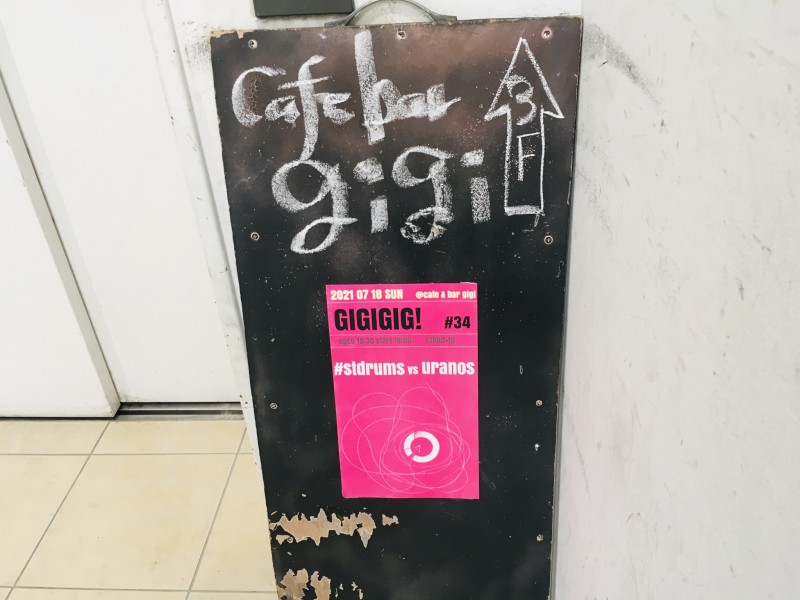 Cafe bar
gigi
3F
2021 07 18 SUN @cafe & bar gigi
GIGIGIG! #34
#stdrums vs uranos